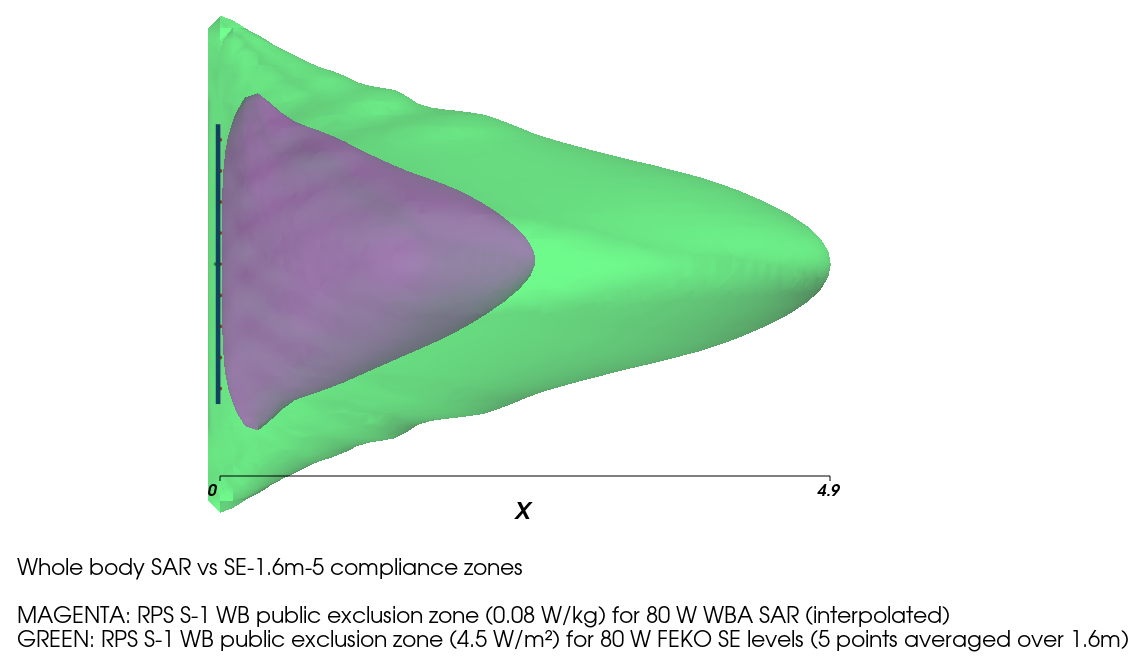 0
4.9
X
Whole body SAR vs SE-1.6m-5 compliance zones
MAGENTA: RPS S-1 WB public exclusion zone (0.08 W/kg) for 80 W WBA SAR (interpolated)
GREEN: RPS S-1 WB public exclusion zone (4.5 W/m²) for 80 W FEKO SE levels (5 points averaged over 1.6m)